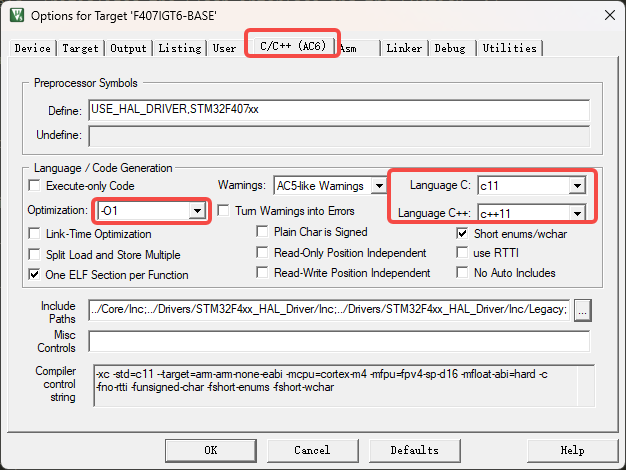 Options for Target 'F407IGT6-BASE'
Device Target Output Listing User C/C++ (AC6) Asm Linker Debug Utilities
Preprocessor Symbols
Define: USE_HAL_DRIVER,STM32F407xx
Undefine:
Language / Code Generation
Execute-only Code Warnings: AC5-like Warnings Language C: c11
Optimization: -O1 Turn Warnings into Errors Language C++: c++11
Link-Time Optimization Plain Char is Signed Short enums/wchar
Split Load and Store Multiple Read-Only Position Independent use RTTI
One ELF Section per Function Read-Write Position Independent No Auto Includes
Include Paths ../Core/Inc;../Drivers/STM32F4xx_HAL_Driver/Inc;../Drivers/STM32F4xx_HAL_Driver/Inc/Legacy; ...
Misc Controls
Compiler control string -xc -std=c11 --target=arm-arm-none-eabi -mcpu=cortex-m4 -mfpu=fpv4-sp-d16 -mfloat-abi=hard -c
-fno-rtti -funsigned-char -fshort-enums -fshort-wchar
OK Cancel Defaults Help